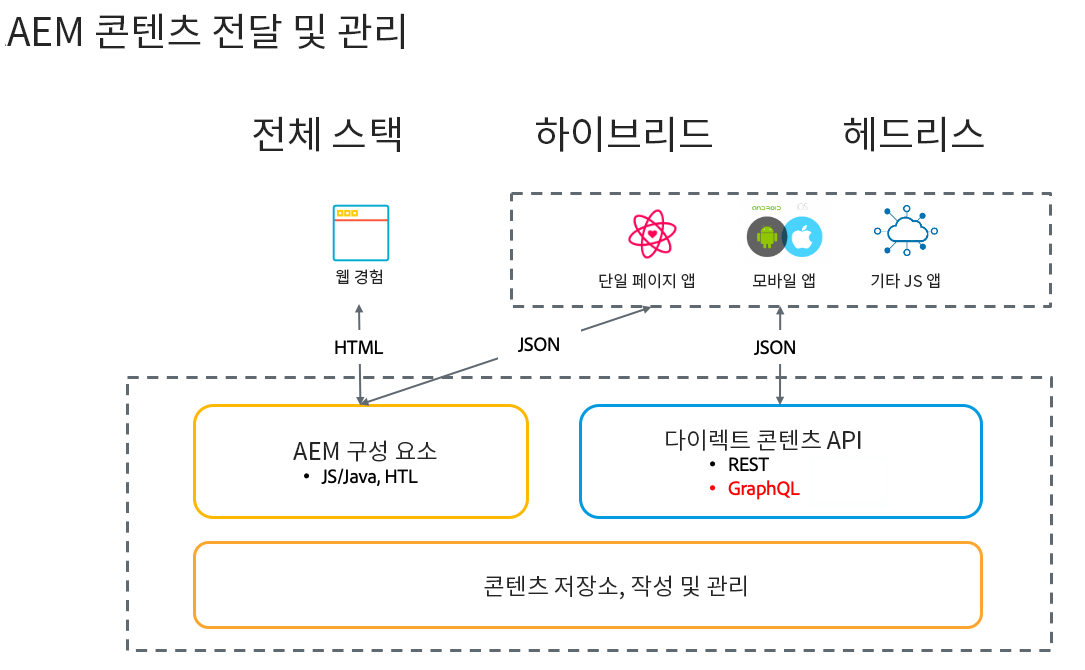 AEM 콘텐츠 전달 및 관리
전체 스택
하이브리드
헤드리스
ANDROID
iOS
웹 경험
단일 페이지 앱
모바일 앱
기타 JS 앱
HTML
JSON
JSON
AEM 구성 요소
• JS/Java, HTL
다이렉트 콘텐츠 API
• REST
• GraphQL
콘텐츠 저장소, 작성 및 관리